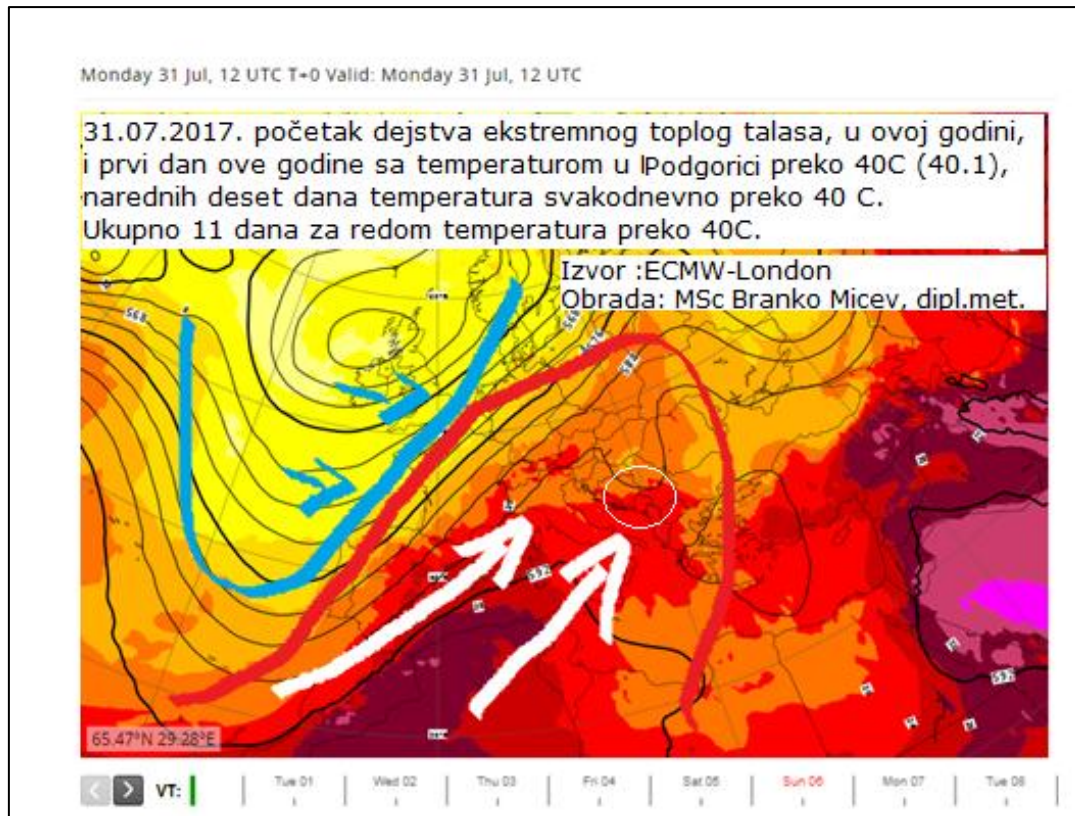 Monday 31 Jul, 12 UTC T+0 Valid: Monday 31 Jul, 12 UTC
31.07.2017. početak dejstva ekstremnog toplog talasa, u ovoj godini,
i prvi dan ove godine sa temperaturom u Podgorici preko 40C (40.1),
narednih deset dana temperatura svakodnevno preko 40 C.
Ukupno 11 dana za redom temperatura preko 40C.
Izvor :ECMW-London
Obrada: MSc Branko Micev, dipl.met.
568
568
588
592
592
65.47°N 29.28°E
VT: Tue 01 Wed 02 Thu 03 Fri 04 Sat 05 Sun 06 Mon 07 Tue 08